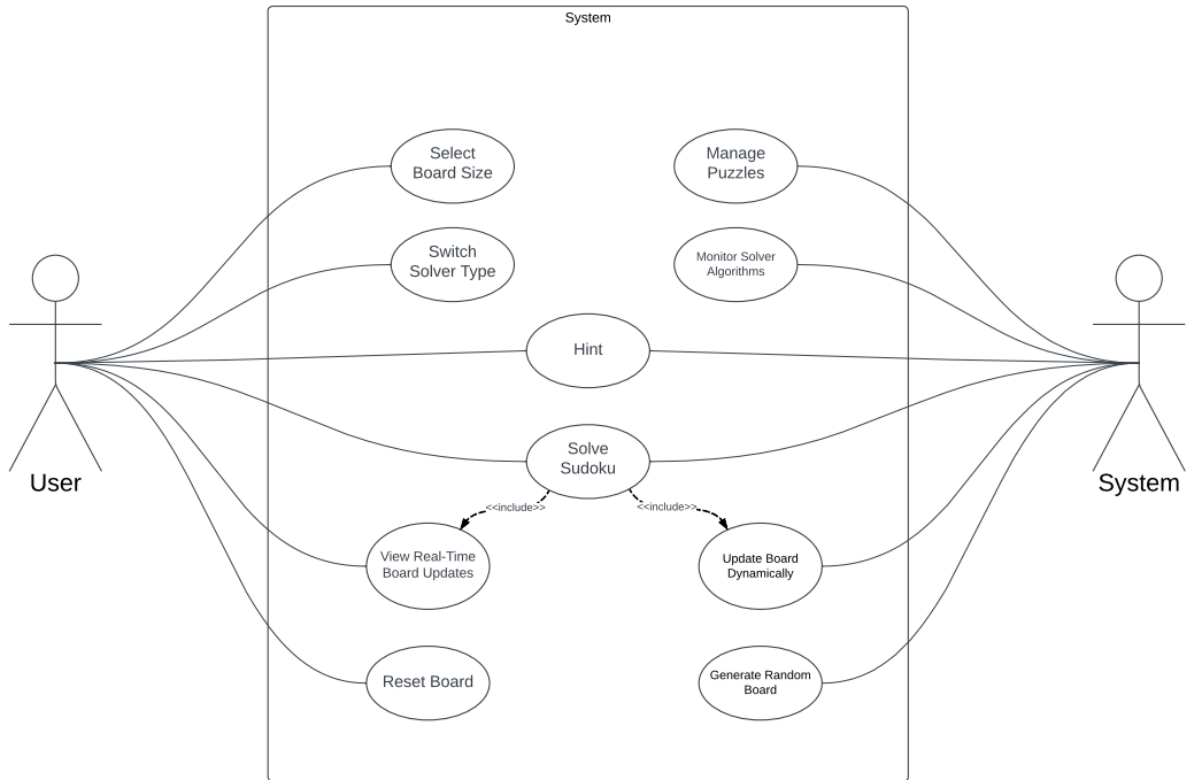 System
Select
Board Size
Manage
Puzzles
Switch
Solver Type
Monitor Solver
Algorithms
Hint
Solve
Sudoku
User
System
<<include>>
<<include>>
View Real-Time
Board Updates
Update Board
Dynamically
Reset Board
Generate Random
Board